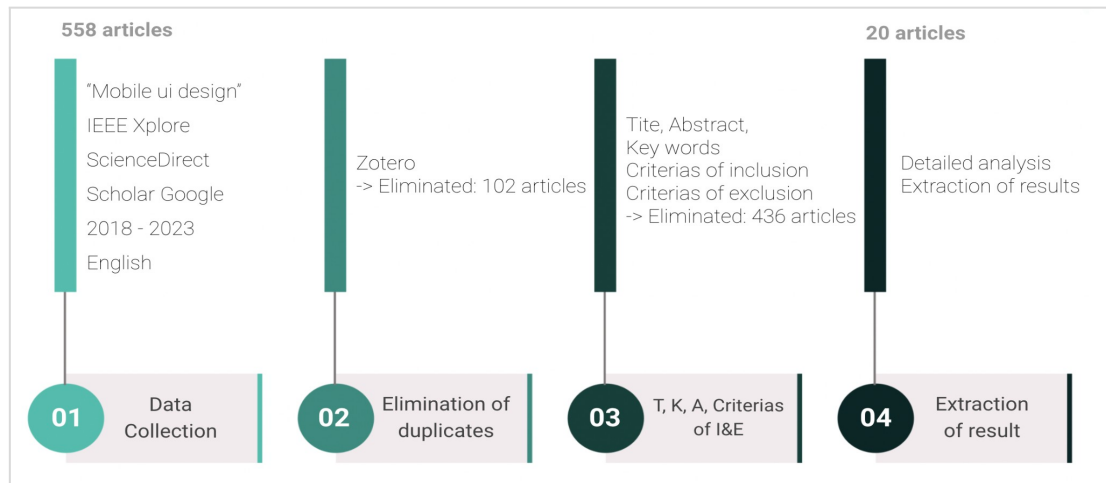 558 articles
“Mobile ui design”
IEEE Xplore
ScienceDirect
Scholar Google
2018 - 2023
English
Zotero
-> Eliminated: 102 articles
Tite, Abstract,
Key words
Criterias of inclusion
Criterias of exclusion
-> Eliminated: 436 articles
20 articles
Detailed analysis
Extraction of results
01
Data
Collection
02
Elimination of
duplicates
03
T, K, A, Criterias
of I&E
04
Extraction
of result